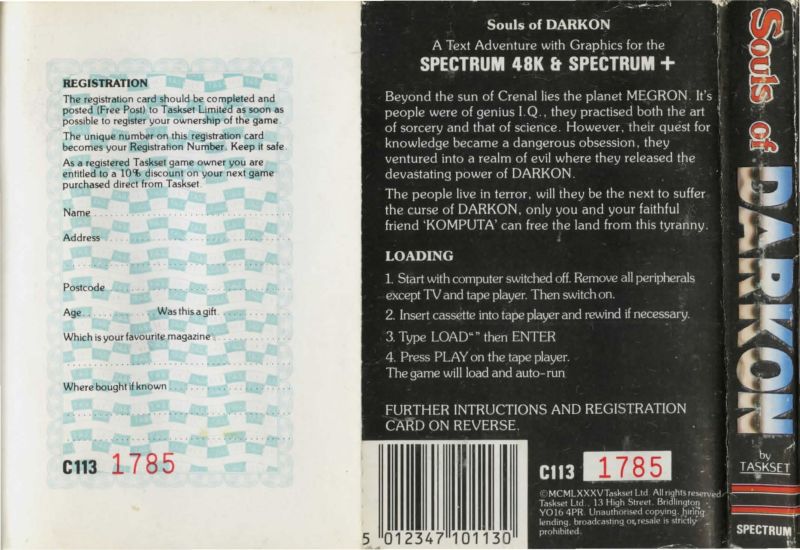 REGISTRATION
The registration card should be completed and
posted (Free Post) to Taskset Limited as soon as
possible to register your ownership of the game.
The unique number on this registration card
becomes your Registration Number. Keep it safe.
As a registered Taskset game owner you are
entitled to a 10% discount on your next game
purchased direct from Taskset.
Name
Address
Postcode
Age Was this a gift
Which is your favourite magazine
Where bought if known
C113 1785
Souls of DARKON
A Text Adventure with Graphics for the
SPECTRUM 48K & SPECTRUM +
Beyond the sun of Crenal lies the planet MEGRON. It's
people were of genius I.Q., they practised both the art
of sorcery and that of science. However, their quest for
knowledge became a dangerous obsession, they
ventured into a realm of evil where they released the
devastating power of DARKON.
The people live in terror, will they be the next to suffer
the curse of DARKON, only you and your faithful
friend 'KOMPUTA' can free the land from this tyranny.
LOADING
1. Start with computer switched off. Remove all peripherals
except TV and tape player. Then switch on.
2. Insert cassette into tape player and rewind if necessary.
3. Type LOAD"" then ENTER
4. Press PLAY on the tape player.
The game will load and auto-run
FURTHER INTRUCTIONS AND REGISTRATION
CARD ON REVERSE.
5 012347 101130
C113 1785
©MCMLXXXV Taskset Ltd. All rights reserved
Taskset Ltd., 13 High Street, Bridlington
YO16 4PR. Unauthorised copying, hiring
lending, broadcasting or, resale is strictly
prohibited.
Souls of DARKON
by
TASKSET
SPECTRUM